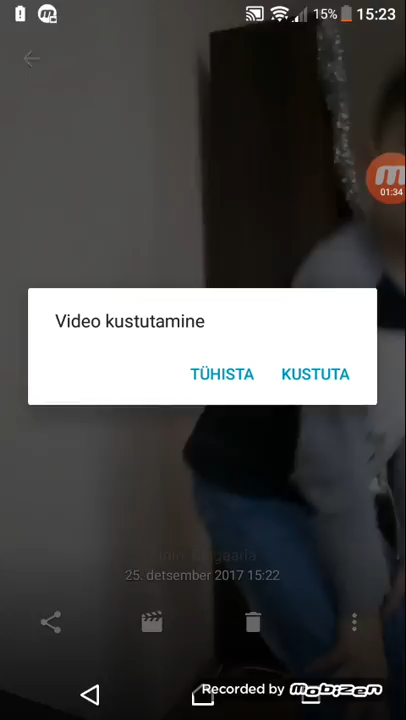 15% 15:23
01:34
Video kustutamine
TÜHISTA KUSTUTA
25. detsember 2017 15:22
Recorded by Mobizen